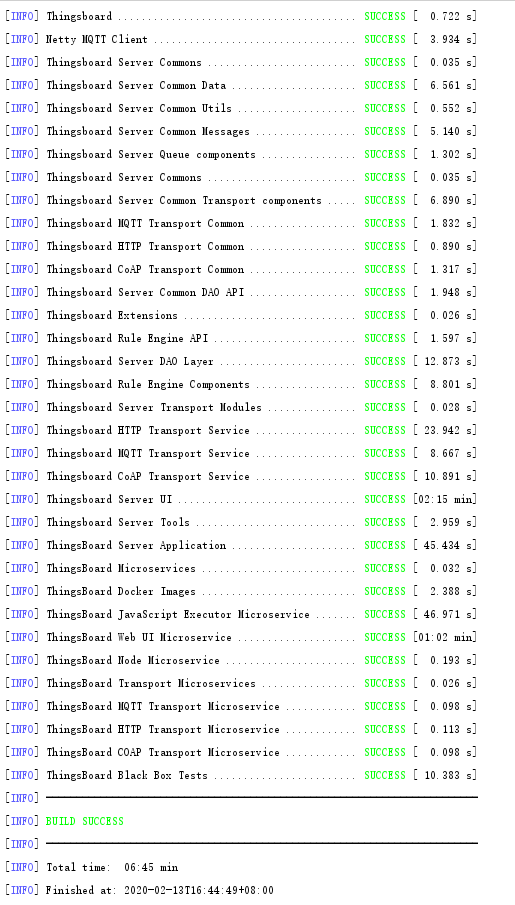 [INFO] Thingsboard ........................................ SUCCESS [  0.722 s]
[INFO] Netty MQTT Client .................................. SUCCESS [  3.934 s]
[INFO] Thingsboard Server Commons ......................... SUCCESS [  0.035 s]
[INFO] Thingsboard Server Common Data ..................... SUCCESS [  6.561 s]
[INFO] Thingsboard Server Common Utils .................... SUCCESS [  0.552 s]
[INFO] Thingsboard Server Common Messages ................. SUCCESS [  5.140 s]
[INFO] Thingsboard Server Queue components ................ SUCCESS [  1.302 s]
[INFO] Thingsboard Server Commons ......................... SUCCESS [  0.035 s]
[INFO] Thingsboard Server Common Transport components ..... SUCCESS [  6.890 s]
[INFO] Thingsboard MQTT Transport Common .................. SUCCESS [  1.832 s]
[INFO] Thingsboard HTTP Transport Common .................. SUCCESS [  0.890 s]
[INFO] Thingsboard CoAP Transport Common .................. SUCCESS [  1.317 s]
[INFO] Thingsboard Server Common DAO API .................. SUCCESS [  1.948 s]
[INFO] Thingsboard Extensions ............................. SUCCESS [  0.026 s]
[INFO] Thingsboard Rule Engine API ........................ SUCCESS [  1.597 s]
[INFO] Thingsboard Server DAO Layer ....................... SUCCESS [ 12.873 s]
[INFO] Thingsboard Rule Engine Components ................. SUCCESS [  8.801 s]
[INFO] Thingsboard Server Transport Modules ............... SUCCESS [  0.028 s]
[INFO] Thingsboard HTTP Transport Service ................. SUCCESS [ 23.942 s]
[INFO] Thingsboard MQTT Transport Service ................. SUCCESS [  8.667 s]
[INFO] Thingsboard CoAP Transport Service ................. SUCCESS [ 10.891 s]
[INFO] Thingsboard Server UI .............................. SUCCESS [02:15 min]
[INFO] Thingsboard Server Tools ........................... SUCCESS [  2.959 s]
[INFO] ThingsBoard Server Application ..................... SUCCESS [ 45.434 s]
[INFO] ThingsBoard Microservices .......................... SUCCESS [  0.032 s]
[INFO] ThingsBoard Docker Images .......................... SUCCESS [  2.388 s]
[INFO] ThingsBoard JavaScript Executor Microservice ....... SUCCESS [ 46.971 s]
[INFO] ThingsBoard Web UI Microservice .................... SUCCESS [01:02 min]
[INFO] ThingsBoard Node Microservice ...................... SUCCESS [  0.193 s]
[INFO] ThingsBoard Transport Microservices ................ SUCCESS [  0.026 s]
[INFO] ThingsBoard MQTT Transport Microservice ............ SUCCESS [  0.098 s]
[INFO] ThingsBoard HTTP Transport Microservice ............ SUCCESS [  0.113 s]
[INFO] ThingsBoard COAP Transport Microservice ............ SUCCESS [  0.098 s]
[INFO] ThingsBoard Black Box Tests ........................ SUCCESS [ 10.383 s]
[INFO] ------------------------------------------------------------------------
[INFO] BUILD SUCCESS
[INFO] ------------------------------------------------------------------------
[INFO] Total time:  06:45 min
[INFO] Finished at: 2020-02-13T16:44:49+08:00